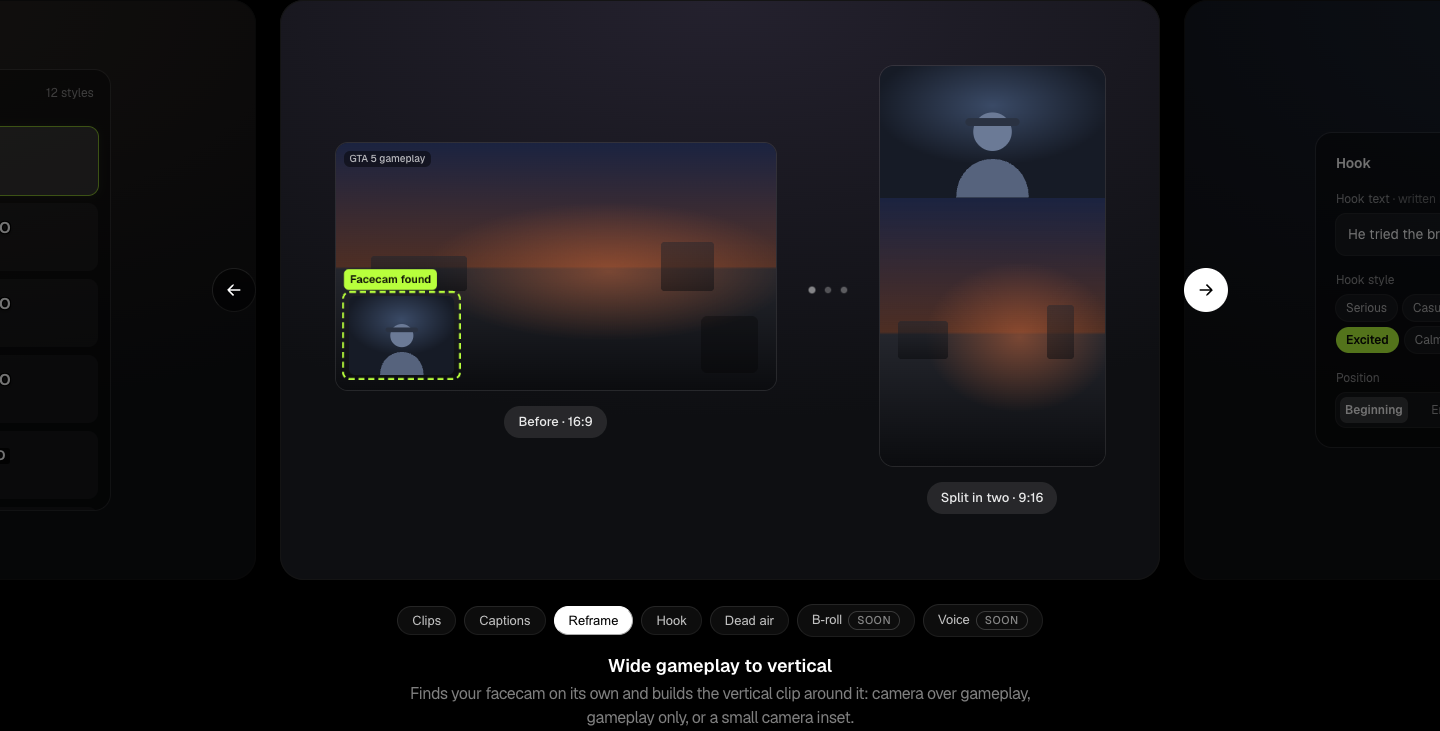 12 styles
GTA 5 gameplay
Facecam found
Before · 16:9
Split in two · 9:16
Hook
Hook text · written
He tried the br
Hook style
Serious
Casu
Excited
Calm
Position
Beginning
Clips
Captions
Reframe
Hook
Dead air
B-roll SOON
Voice SOON
Wide gameplay to vertical
Finds your facecam on its own and builds the vertical clip around it: camera over gameplay,
gameplay only, or a small camera inset.